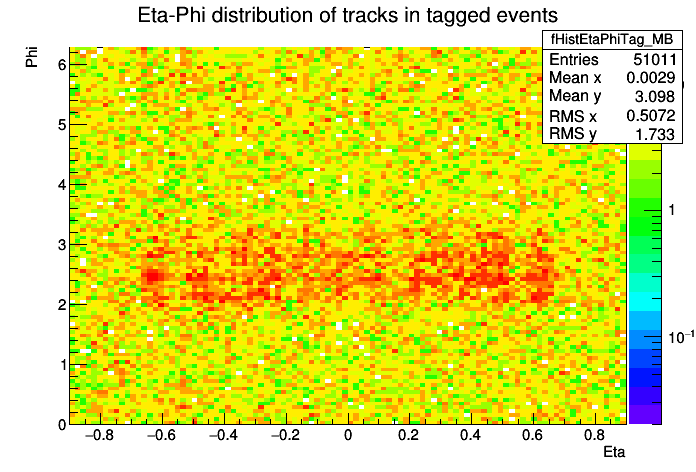 Eta-Phi distribution of tracks in tagged events
fHistEtaPhiTag_MB
Entries 51011
Mean x 0.0029
Mean y 3.098
RMS x 0.5072
RMS y 1.733
Phi
6
5
4
3
2
1
0
1
10⁻¹
−0.8 −0.6 −0.4 −0.2 0 0.2 0.4 0.6 0.8
Eta